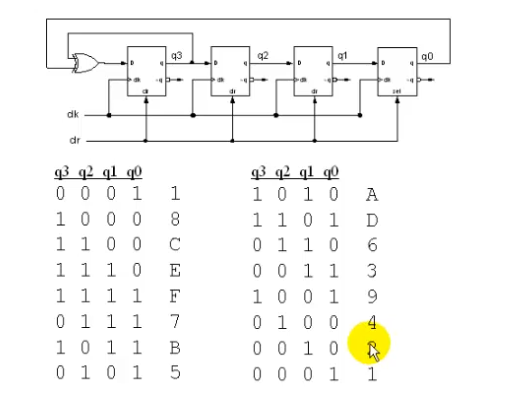 q3 q2 q1 q0
D D D D
clk -q clk -q clk -q clk -q
clr clr clr set
clk
clr
q3 q2 q1 q0
0 0 0 1 1
1 0 0 0 8
1 1 0 0 C
1 1 1 0 E
1 1 1 1 F
0 1 1 1 7
1 0 1 1 B
0 1 0 1 5
q3 q2 q1 q0
1 0 1 0 A
1 1 0 1 D
0 1 1 0 6
0 0 1 1 3
1 0 0 1 9
0 1 0 0 4
0 0 1 0
0 0 0 1 1